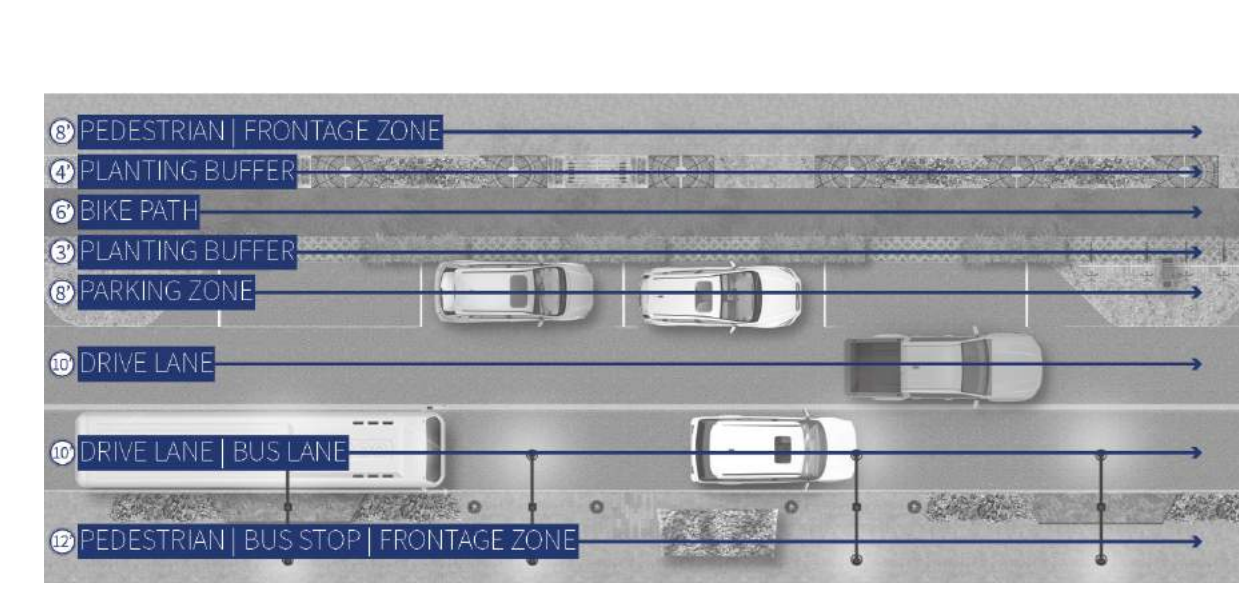 8' PEDESTRIAN | FRONTAGE ZONE
4' PLANTING BUFFER
6' BIKE PATH
3' PLANTING BUFFER
8' PARKING ZONE
10' DRIVE LANE
10' DRIVE LANE | BUS LANE
12' PEDESTRIAN | BUS STOP | FRONTAGE ZONE